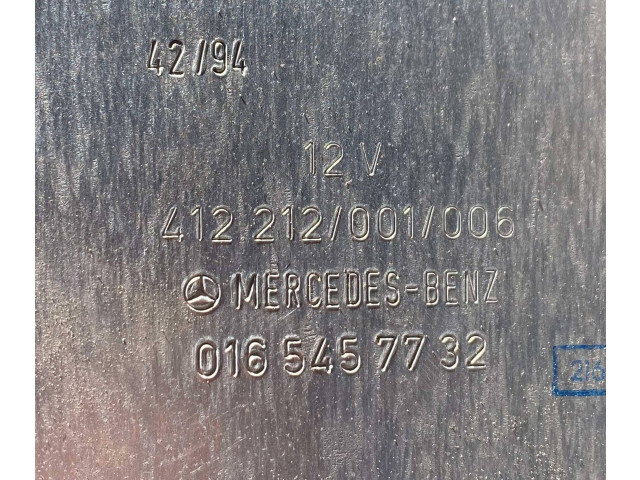 42/94
12 V
412.212/001/006
MERCEDES-BENZ
016 545 77 32